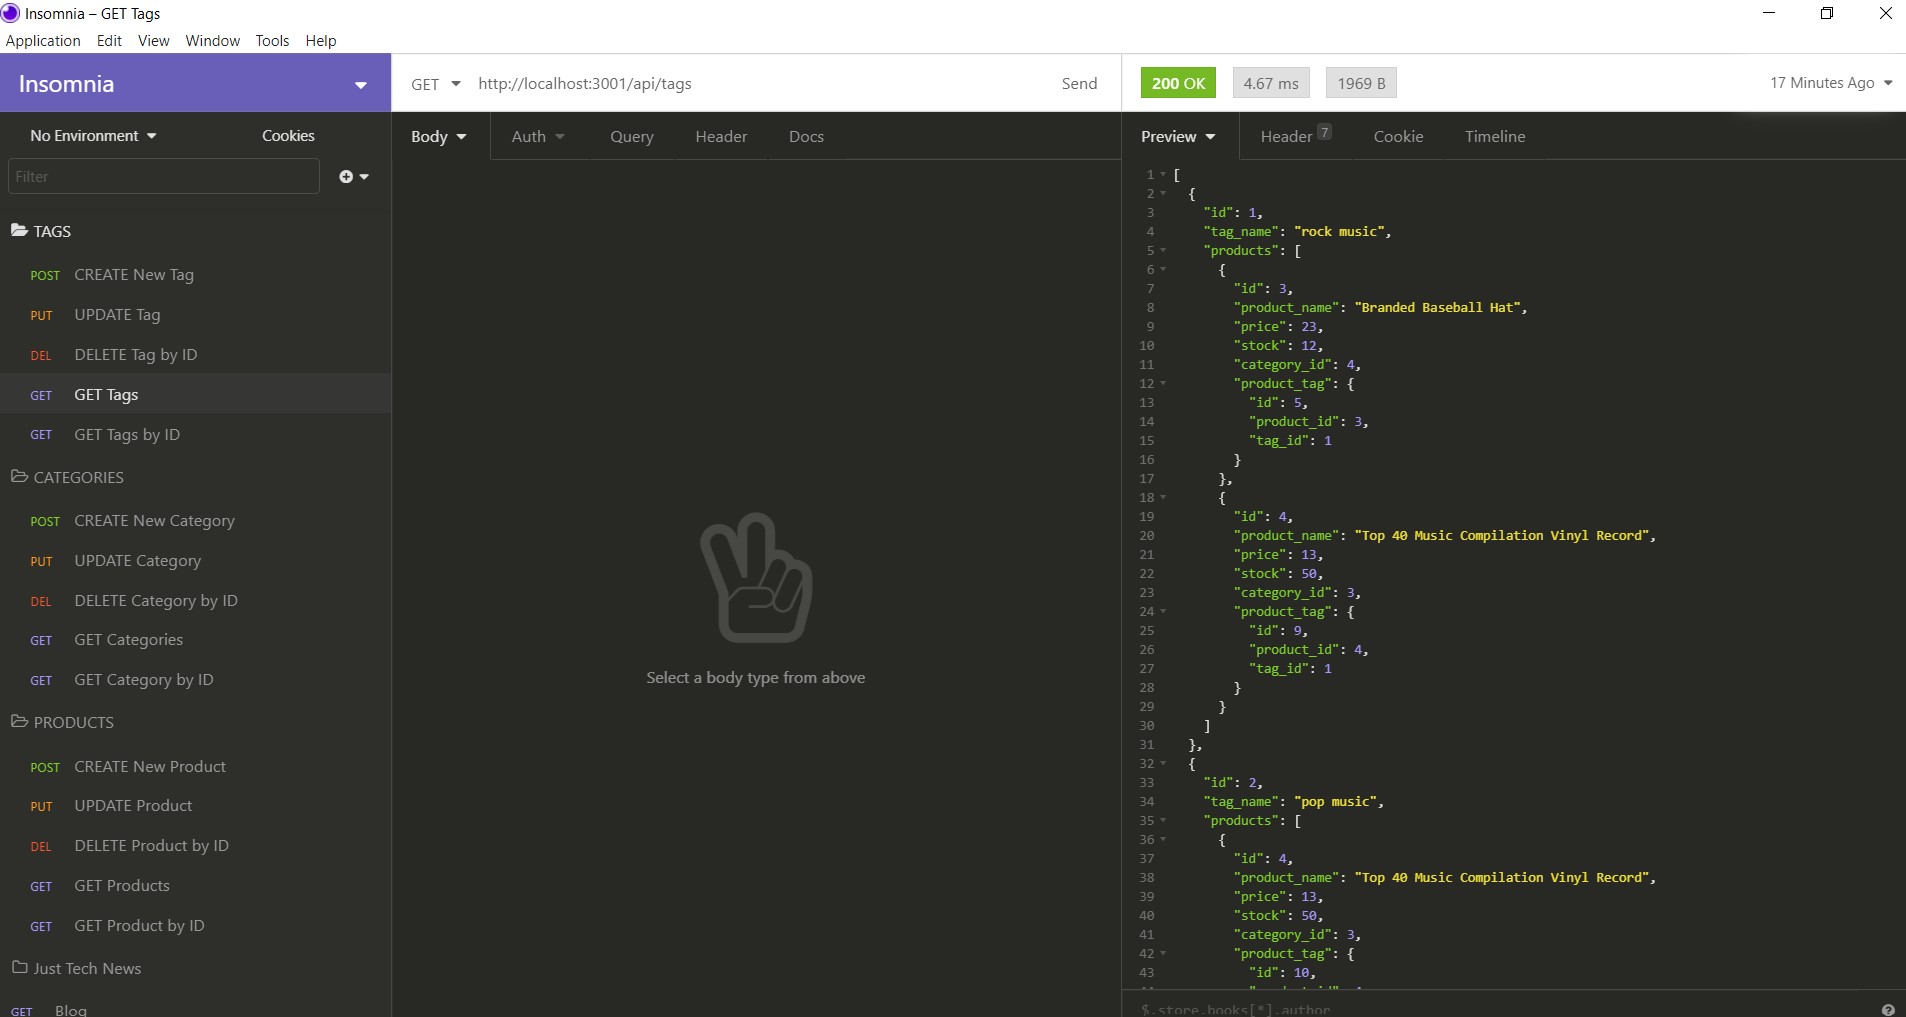 Insomnia – GET Tags
Application Edit View Window Tools Help
Insomnia
GET http://localhost:3001/api/tags Send
200 OK 4.67 ms 1969 B 17 Minutes Ago
No Environment Cookies
Filter
TAGS
POST CREATE New Tag
PUT UPDATE Tag
DEL DELETE Tag by ID
GET GET Tags
GET GET Tags by ID
CATEGORIES
POST CREATE New Category
PUT UPDATE Category
DEL DELETE Category by ID
GET GET Categories
GET GET Category by ID
PRODUCTS
POST CREATE New Product
PUT UPDATE Product
DEL DELETE Product by ID
GET GET Products
GET GET Product by ID
Just Tech News
GET Blog
Body Auth Query Header Docs
Select a body type from above
Preview Header 7 Cookie Timeline
1 [
2 {
3 "id": 1,
4 "tag_name": "rock music",
5 "products": [
6 {
7 "id": 3,
8 "product_name": "Branded Baseball Hat",
9 "price": 23,
10 "stock": 12,
11 "category_id": 4,
12 "product_tag": {
13 "id": 5,
14 "product_id": 3,
15 "tag_id": 1
16 }
17 },
18 {
19 "id": 4,
20 "product_name": "Top 40 Music Compilation Vinyl Record",
21 "price": 13,
22 "stock": 50,
23 "category_id": 3,
24 "product_tag": {
25 "id": 9,
26 "product_id": 4,
27 "tag_id": 1
28 }
29 }
30 ]
31 },
32 {
33 "id": 2,
34 "tag_name": "pop music",
35 "products": [
36 {
37 "id": 4,
38 "product_name": "Top 40 Music Compilation Vinyl Record",
39 "price": 13,
40 "stock": 50,
41 "category_id": 3,
42 "product_tag": {
43 "id": 10,
$.store.books[*].author